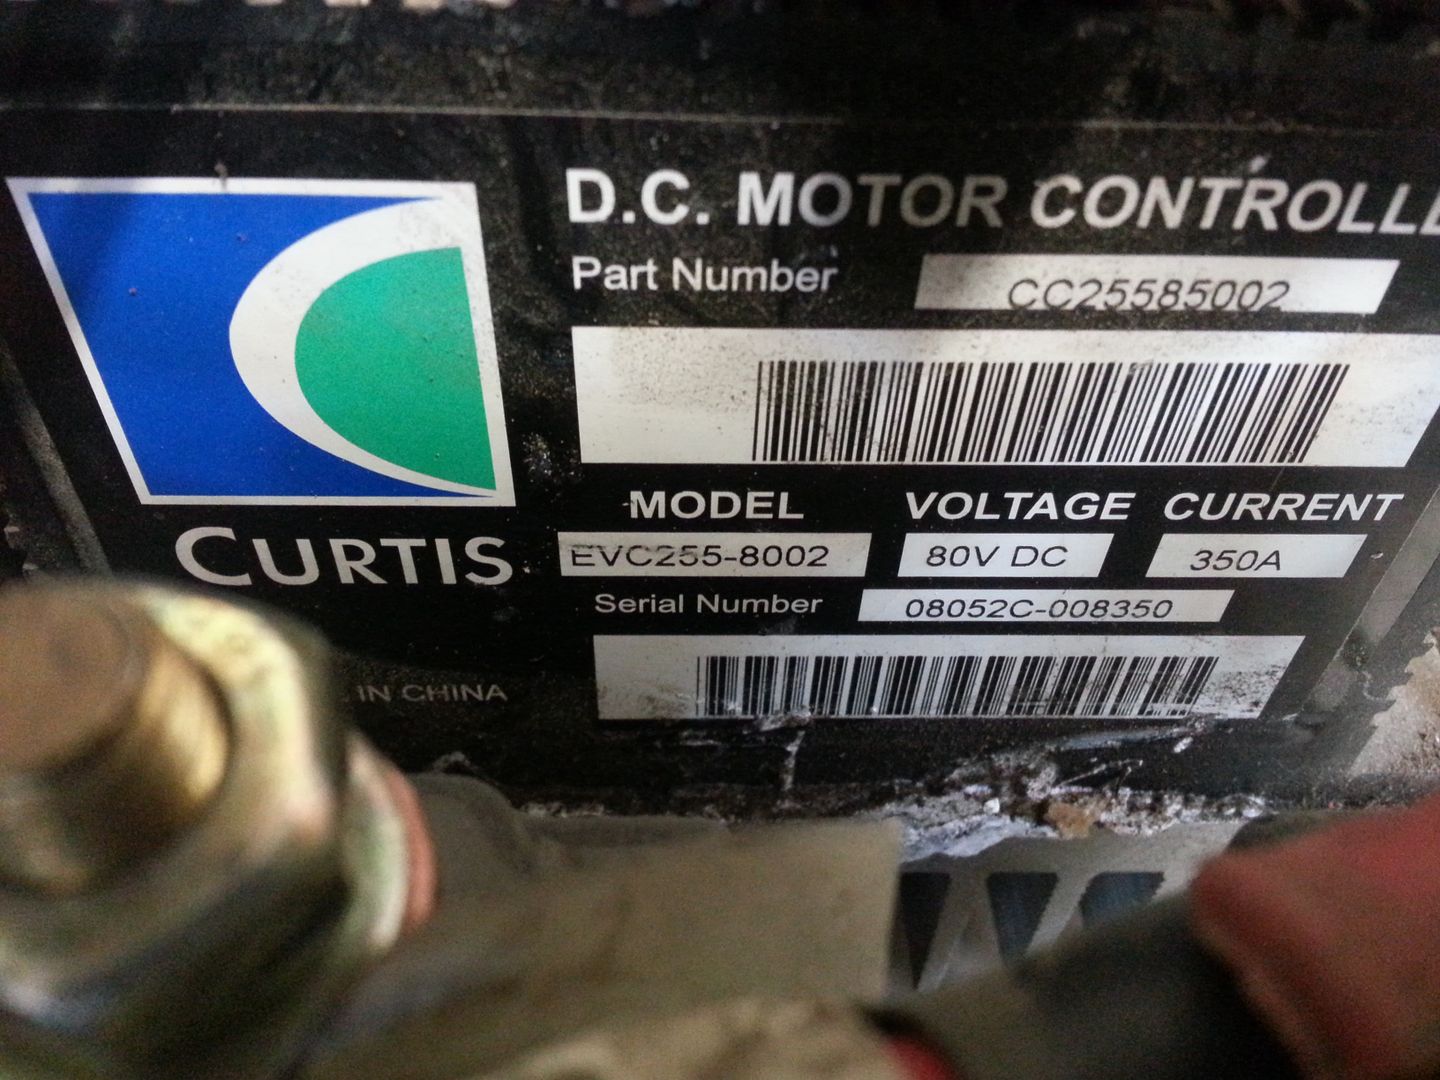 D.C. MOTOR CONTROLLE
Part Number CC25585002
MODEL VOLTAGE CURRENT
EVC255-8002 80V DC 350A
Serial Number 08052C-008350
CURTIS
IN CHINA